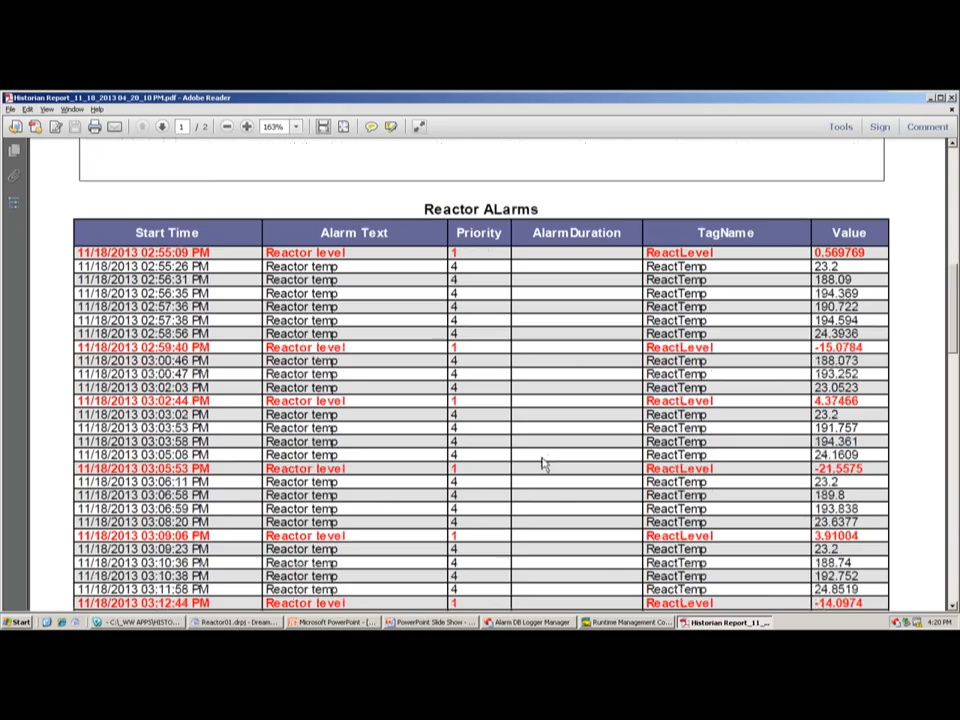 Historian Report_11_18_2013 04_20_10 PM.pdf - Adobe Reader
File Edit View Window Help
1 / 2 163% Tools Sign Comment
Reactor ALarms
Start Time Alarm Text Priority AlarmDuration TagName Value
11/18/2013 02:55:09 PM Reactor level 1 ReactLevel 0.569769
11/18/2013 02:55:26 PM Reactor temp 4 ReactTemp 23.2
11/18/2013 02:56:31 PM Reactor temp 4 ReactTemp 188.09
11/18/2013 02:56:35 PM Reactor temp 4 ReactTemp 194.369
11/18/2013 02:57:36 PM Reactor temp 4 ReactTemp 190.722
11/18/2013 02:57:38 PM Reactor temp 4 ReactTemp 194.594
11/18/2013 02:58:56 PM Reactor temp 4 ReactTemp 24.3936
11/18/2013 02:59:40 PM Reactor level 1 ReactLevel -15.0784
11/18/2013 03:00:46 PM Reactor temp 4 ReactTemp 188.073
11/18/2013 03:00:47 PM Reactor temp 4 ReactTemp 193.252
11/18/2013 03:02:03 PM Reactor temp 4 ReactTemp 23.0523
11/18/2013 03:02:44 PM Reactor level 1 ReactLevel 4.37466
11/18/2013 03:03:02 PM Reactor temp 4 ReactTemp 23.2
11/18/2013 03:03:53 PM Reactor temp 4 ReactTemp 191.757
11/18/2013 03:03:58 PM Reactor temp 4 ReactTemp 194.361
11/18/2013 03:05:08 PM Reactor temp 4 ReactTemp 24.1609
11/18/2013 03:05:53 PM Reactor level 1 ReactLevel -21.5575
11/18/2013 03:06:11 PM Reactor temp 4 ReactTemp 23.2
11/18/2013 03:06:58 PM Reactor temp 4 ReactTemp 189.8
11/18/2013 03:06:59 PM Reactor temp 4 ReactTemp 193.838
11/18/2013 03:08:20 PM Reactor temp 4 ReactTemp 23.6377
11/18/2013 03:09:06 PM Reactor level 1 ReactLevel 3.91004
11/18/2013 03:09:23 PM Reactor temp 4 ReactTemp 23.2
11/18/2013 03:10:36 PM Reactor temp 4 ReactTemp 188.74
11/18/2013 03:10:38 PM Reactor temp 4 ReactTemp 192.752
11/18/2013 03:11:58 PM Reactor temp 4 ReactTemp 24.8519
11/18/2013 03:12:44 PM Reactor level 1 ReactLevel -14.0974
Start - C:\_WW APPS\HISTO... Reactor01.drpj - Dream... Microsoft PowerPoint - [... PowerPoint Slide Show - ... Alarm DB Logger Manager Runtime Management Co... Historian Report_11_... 4:20 PM